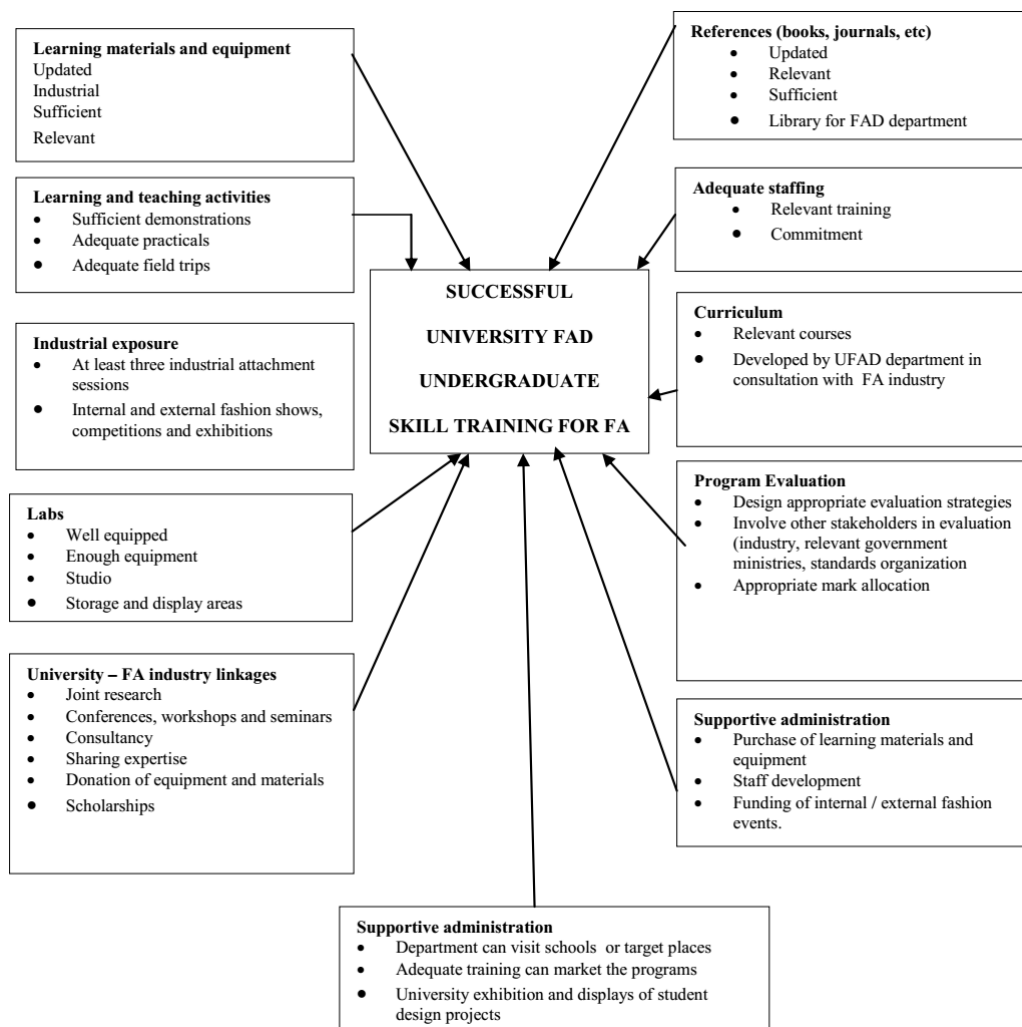 Learning materials and equipment
Updated
Industrial
Sufficient
Relevant
References (books, journals, etc)
• Updated
• Relevant
• Sufficient
• Library for FAD department
Learning and teaching activities
• Sufficient demonstrations
• Adequate practicals
• Adequate field trips
Adequate staffing
• Relevant training
• Commitment
SUCCESSFUL
UNIVERSITY FAD
UNDERGRADUATE
SKILL TRAINING FOR FA
Industrial exposure
• At least three industrial attachment
sessions
• Internal and external fashion shows,
competitions and exhibitions
Curriculum
• Relevant courses
• Developed by UFAD department in
consultation with FA industry
Labs
• Well equipped
• Enough equipment
• Studio
• Storage and display areas
Program Evaluation
• Design appropriate evaluation strategies
• Involve other stakeholders in evaluation
(industry, relevant government
ministries, standards organization
• Appropriate mark allocation
University – FA industry linkages
• Joint research
• Conferences, workshops and seminars
• Consultancy
• Sharing expertise
• Donation of equipment and materials
• Scholarships
Supportive administration
• Purchase of learning materials and
equipment
• Staff development
• Funding of internal / external fashion
events.
Supportive administration
• Department can visit schools or target places
• Adequate training can market the programs
• University exhibition and displays of student
design projects